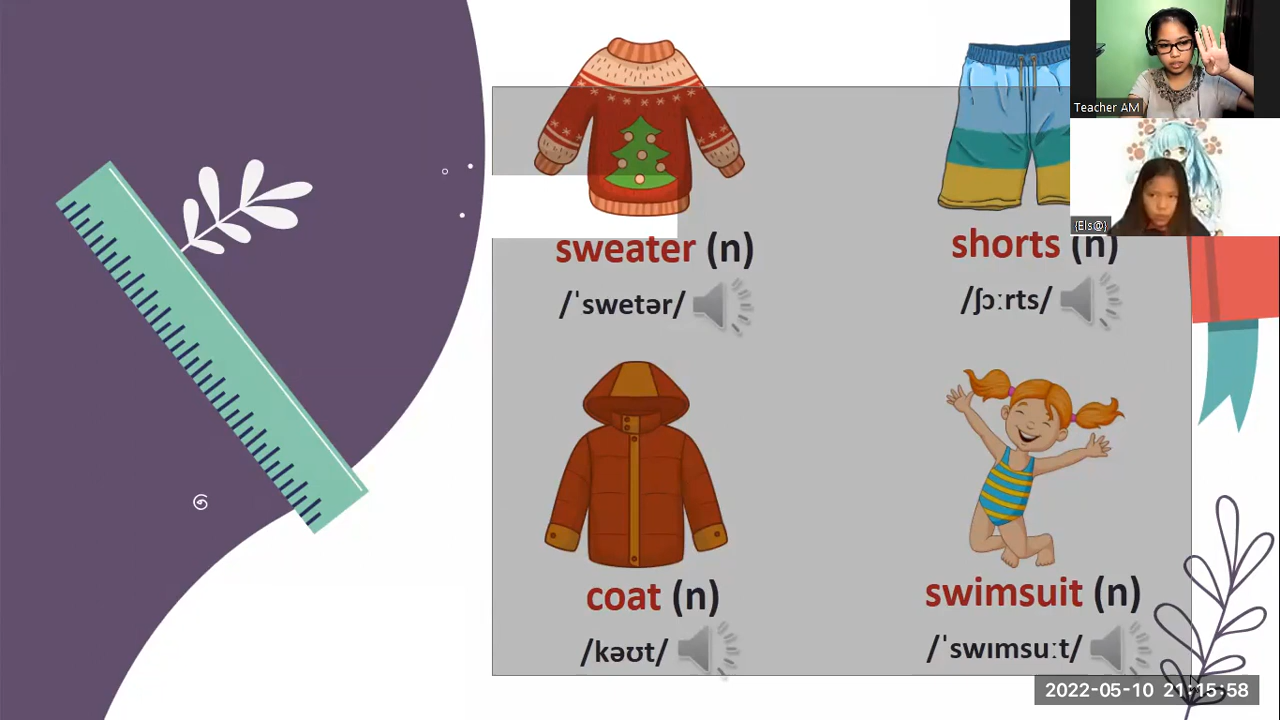 Teacher AM
{Els@}
sweater (n)
/ˈswetər/
shorts (n)
/ʃɔːrts/
coat (n)
/kəʊt/
swimsuit (n)
/ˈswɪmsuːt/
2022-05-10 21:15:58